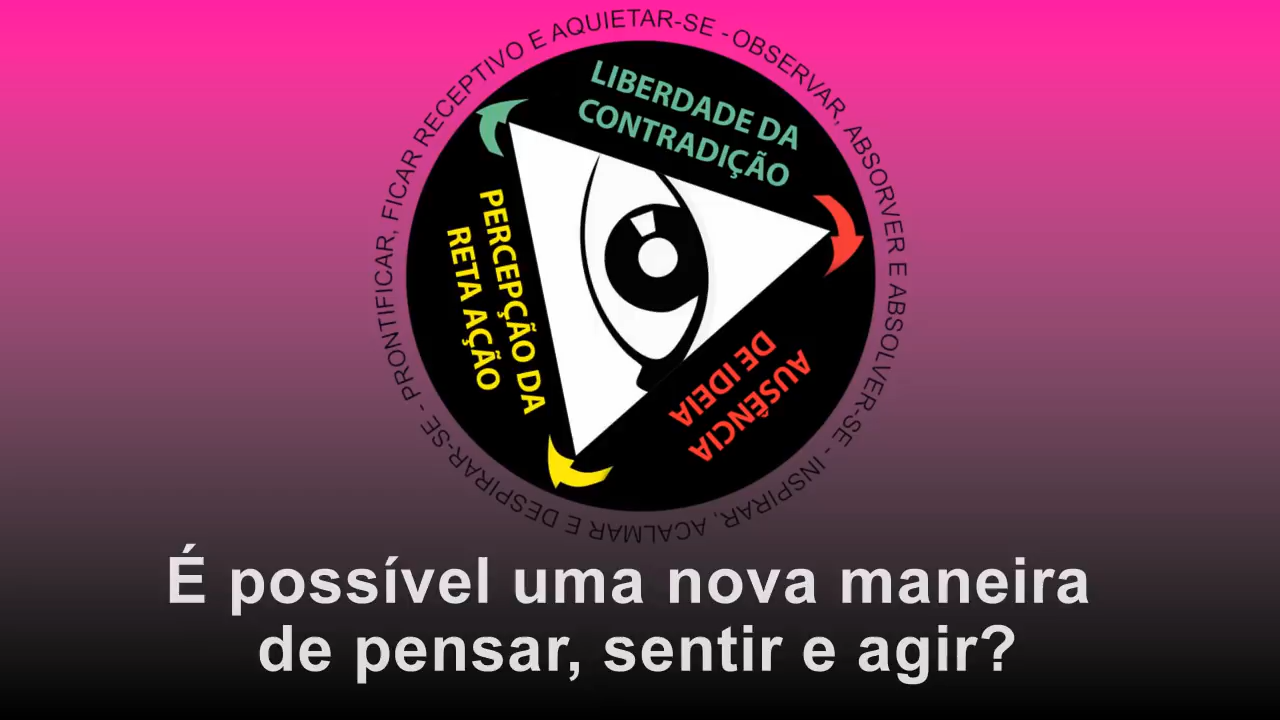 PRONTIFICAR, FICAR RECEPTIVO E AQUIETAR-SE - OBSERVAR, ABSORVER E ABSOLVER-SE - INSPIRAR, ACALMAR E DESPIRAR-SE -
LIBERDADE DA
CONTRADIÇÃO
PERCEPÇÃO DA
RETA AÇÃO
AUSÊNCIA
DE IDEIA
É possível uma nova maneira
de pensar, sentir e agir?